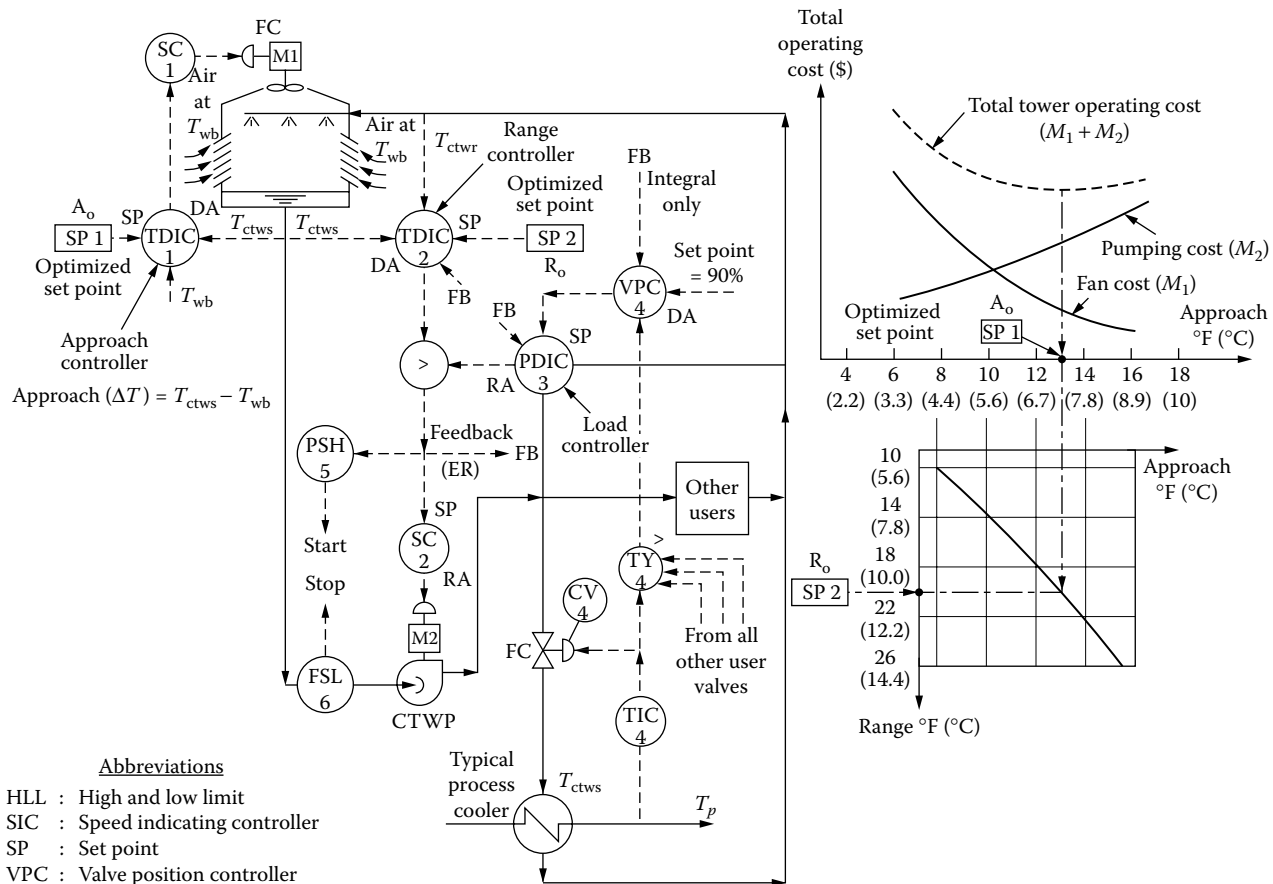 FC
SC
1
M1
Air
at
Twb
Air at
Twb
Tctwr
Range
controller
Ao
SP
DA
SP 1
TDIC
1
Tctws
Tctws
Optimized
set point
Twb
Approach
controller
Approach (ΔT) = Tctws − Twb
TDIC
2
DA
SP
FB
Optimized
set point
SP 2
Ro
FB
Integral
only
Set point
= 90%
VPC
4
DA
>
FB
SP
PDIC
3
RA
Load
controller
PSH
5
Feedback
(ER)
FB
Start
Stop
SP
SC
2
RA
M2
FSL
6
CTWP
Other
users
>
TY
4
CV
4
FC
From all
other user
valves
TIC
4
Typical
process
cooler
Tctws
Tp
Abbreviations
HLL : High and low limit
SIC : Speed indicating controller
SP : Set point
VPC : Valve position controller
Total
operating
cost ($)
Total tower operating cost
(M1 + M2)
Pumping cost (M2)
Fan cost (M1)
Optimized
set point
Ao
SP 1
Approach
°F (°C)
4 6 8 10 12 14 16 18
(2.2) (3.3) (4.4) (5.6) (6.7) (7.8) (8.9) (10)
Approach
°F (°C)
10
(5.6)
14
(7.8)
18
(10.0)
22
(12.2)
26
(14.4)
Ro
SP 2
Range °F (°C)